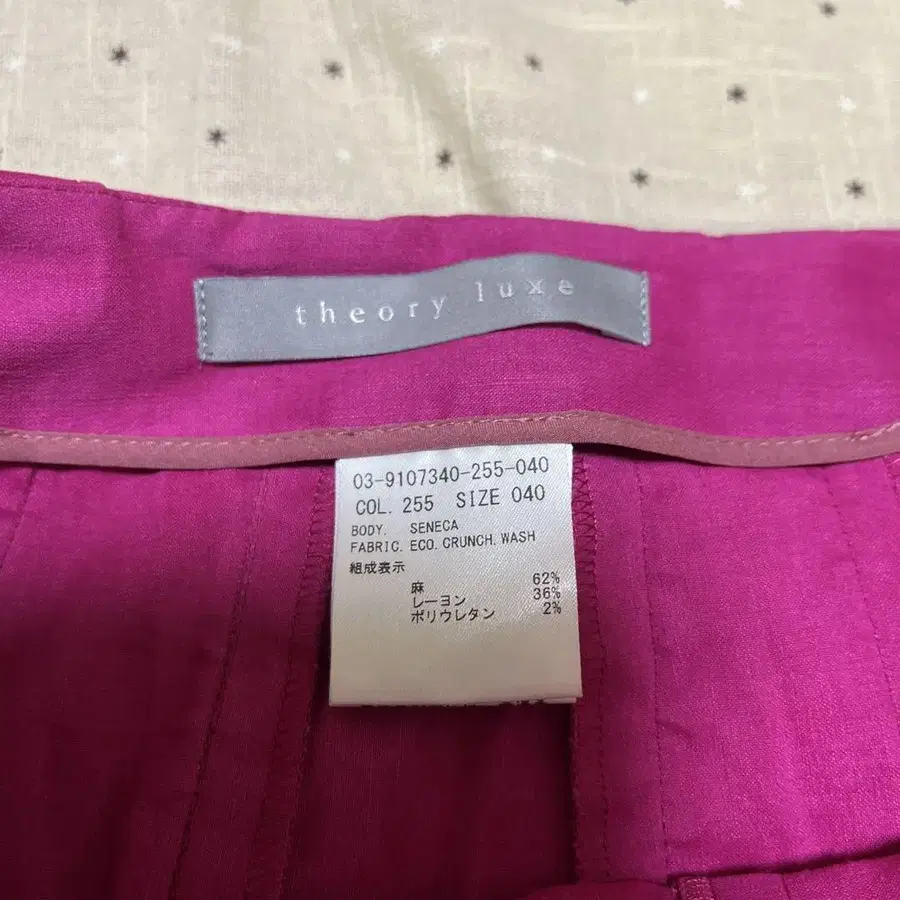 theory luxe
03-9107340-255-040
COL. 255 SIZE 040
BODY. SENECA
FABRIC. ECO. CRUNCH. WASH
組成表示
麻 62%
レーヨン 36%
ポリウレタン 2%